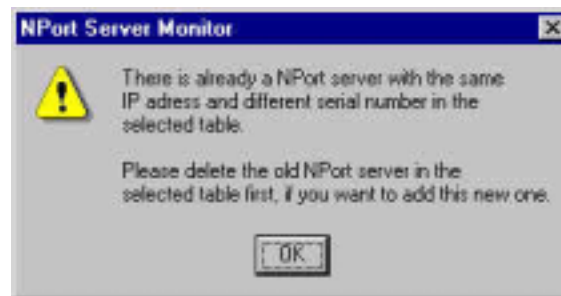 NPort Server Monitor
There is already a NPort server with the same
IP adress and different serial number in the
selected table.
Please delete the old NPort server in the
selected table first, if you want to add this new one.
OK